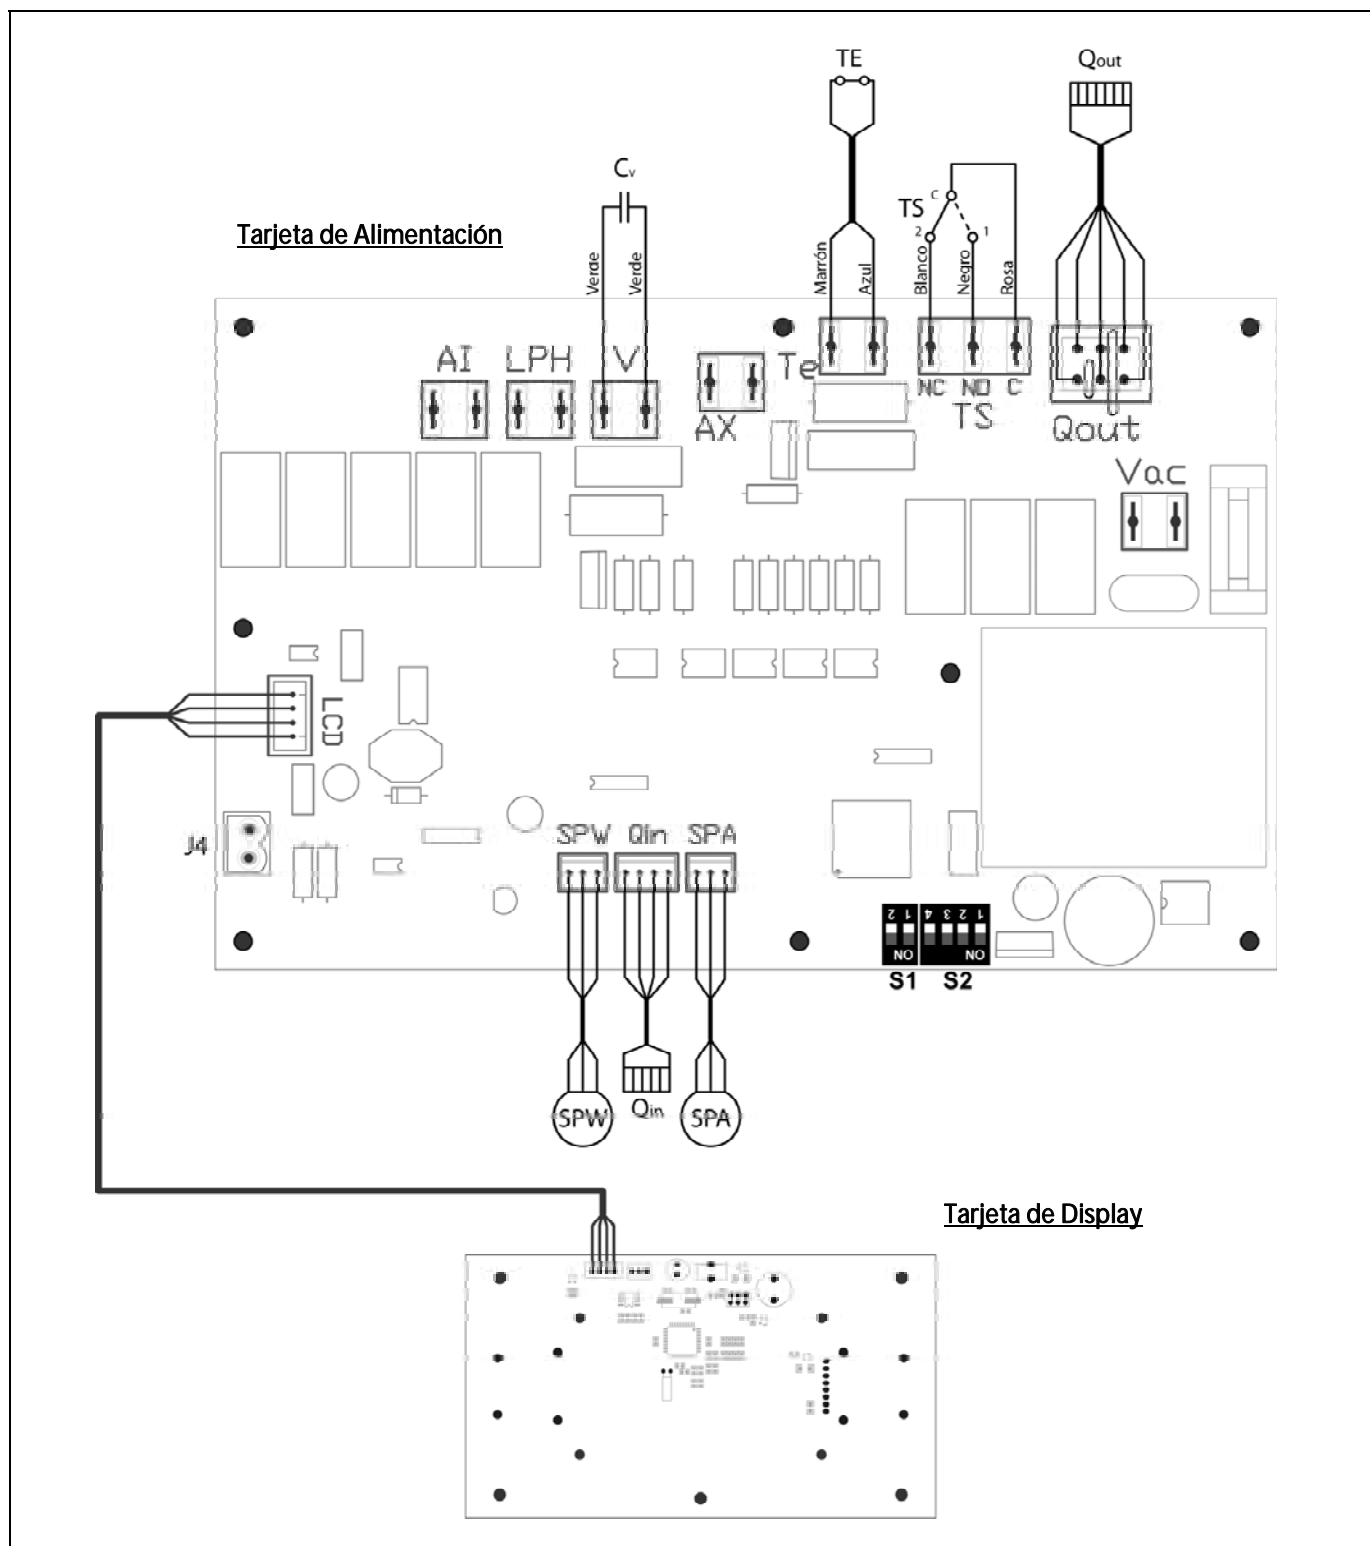 TE
Qout
Cv
Tarjeta de Alimentación
TS
C
2
1
Verde
Verde
Marrón
Azul
Blanco
Negro
Rosa
AI
LPH
V
AX
Te
NC
NO
C
TS
Qout
Vac
LCD
J4
SPW
Qin
SPA
2
1
ON
4
3
2
1
ON
S1
S2
SPW
Qin
SPA
Tarjeta de Display